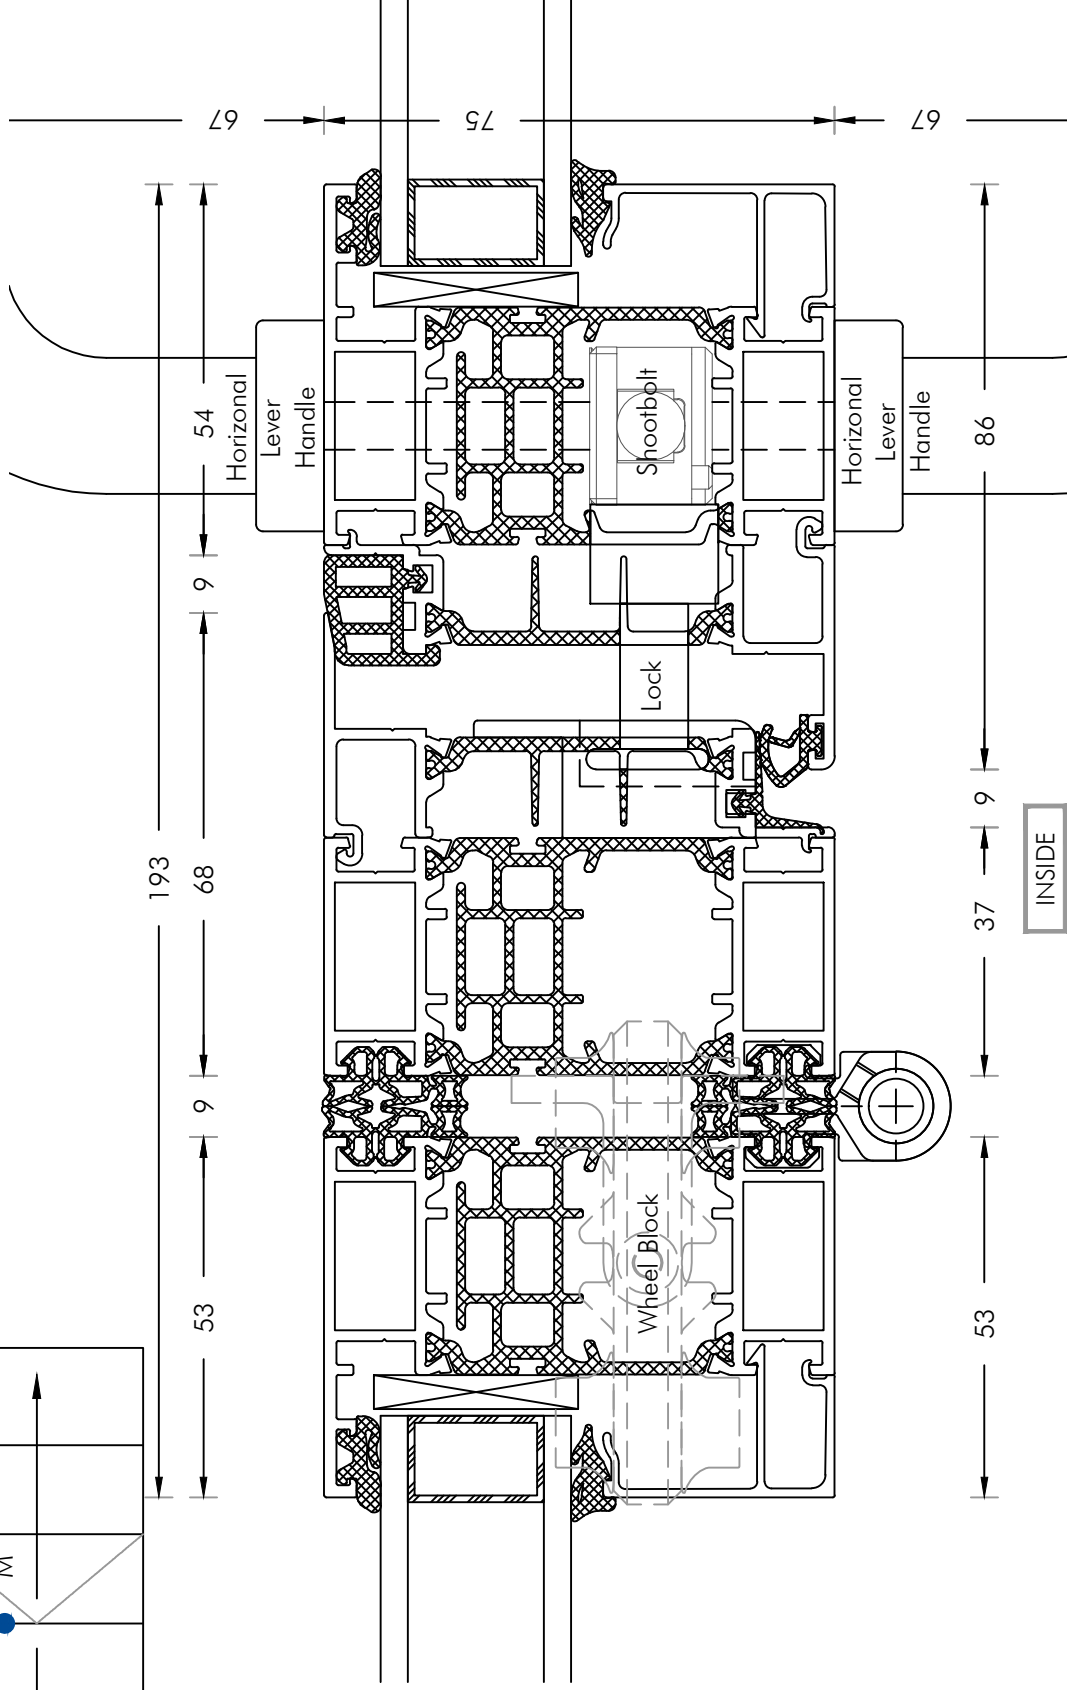 67
75
67
193
54
9
68
9
53
Horizonal
Lever
Handle
Shootbolt
Horizonal
Lever
Handle
Lock
Wheel Block
86
9
37
53
INSIDE
M